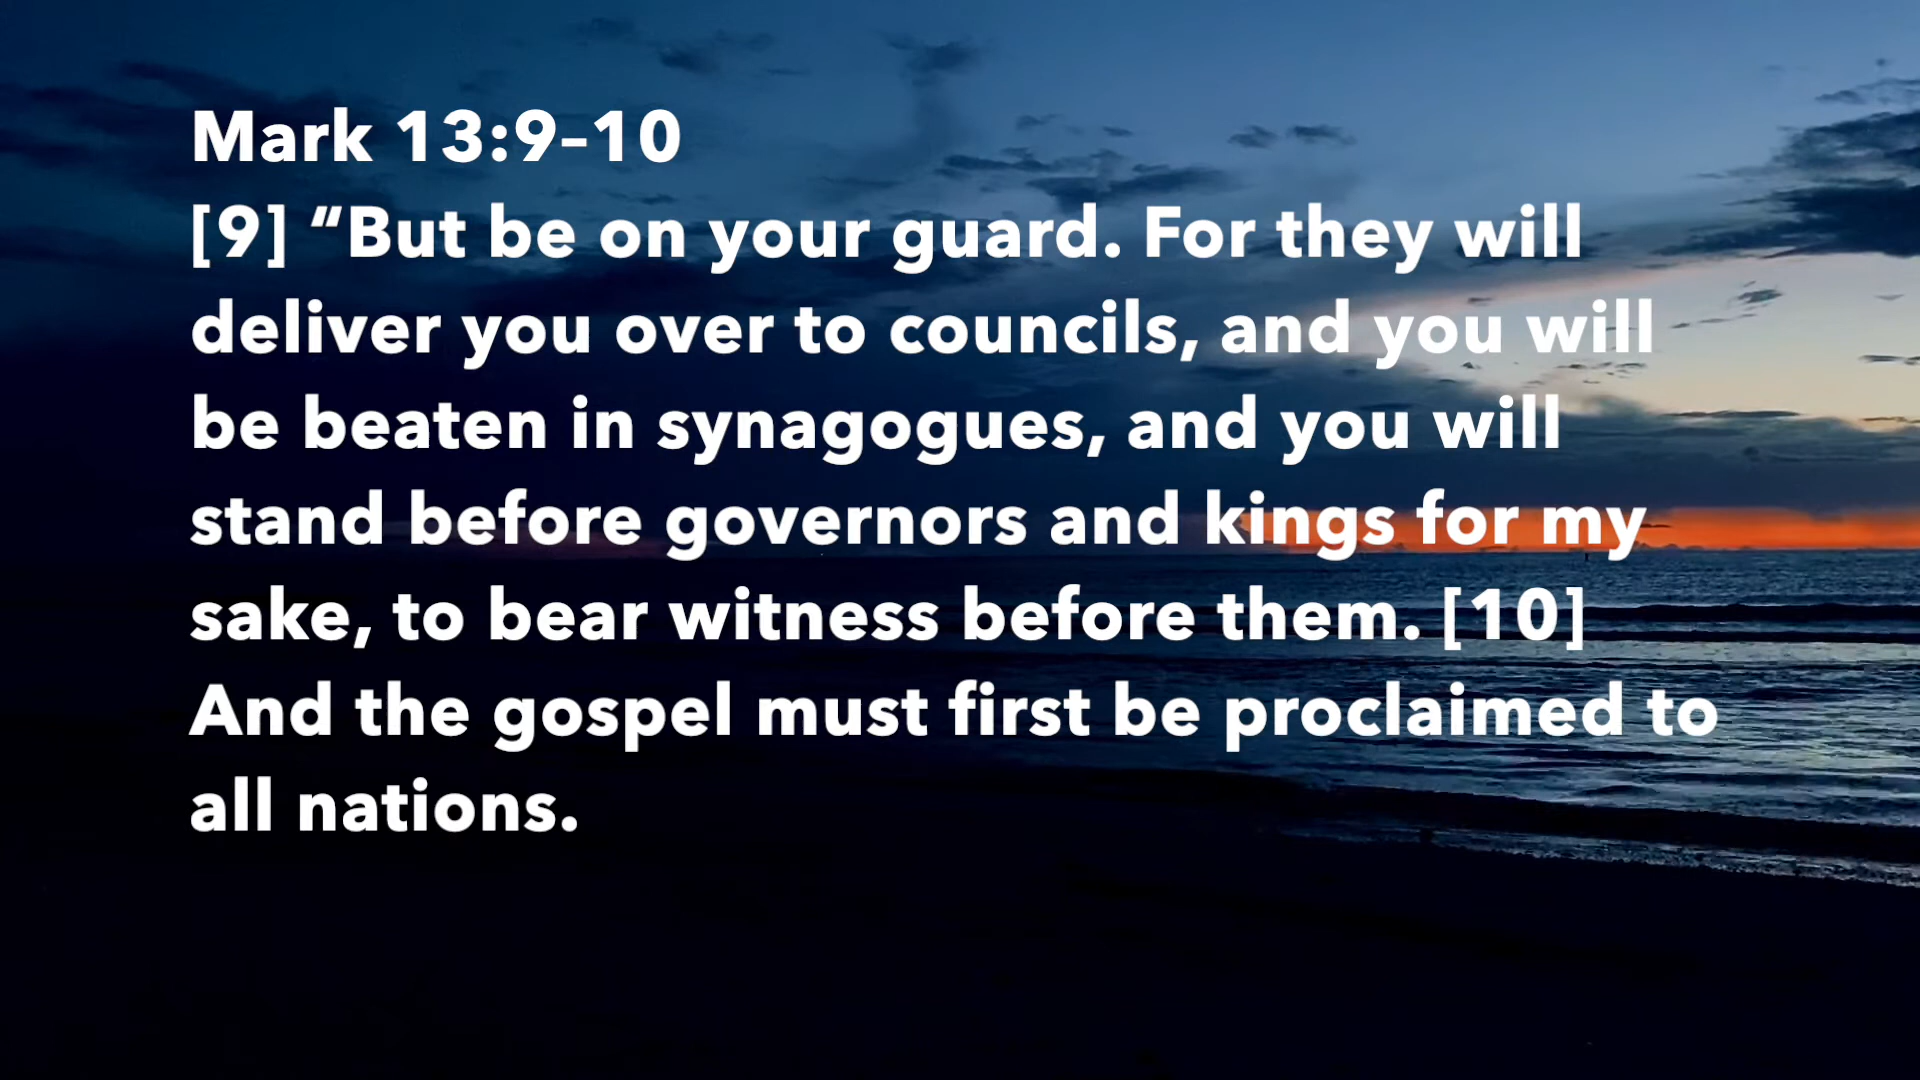 Mark 13:9–10
[9] “But be on your guard. For they will
deliver you over to councils, and you will
be beaten in synagogues, and you will
stand before governors and kings for my
sake, to bear witness before them. [10]
And the gospel must first be proclaimed to
all nations.